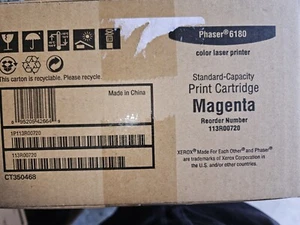 Phaser® 6180
color laser printer
This carton is recyclable. Please recycle
Standard-Capacity
Print Cartridge
Magenta
Reorder Number
113R00720
Made in China
95205 42864
1P113R00720
113R00720
CT350468
XEROX® Made For Each Other® and Phaser®
are trademarks of Xerox Corporation in
the U.S. and/or other countries.